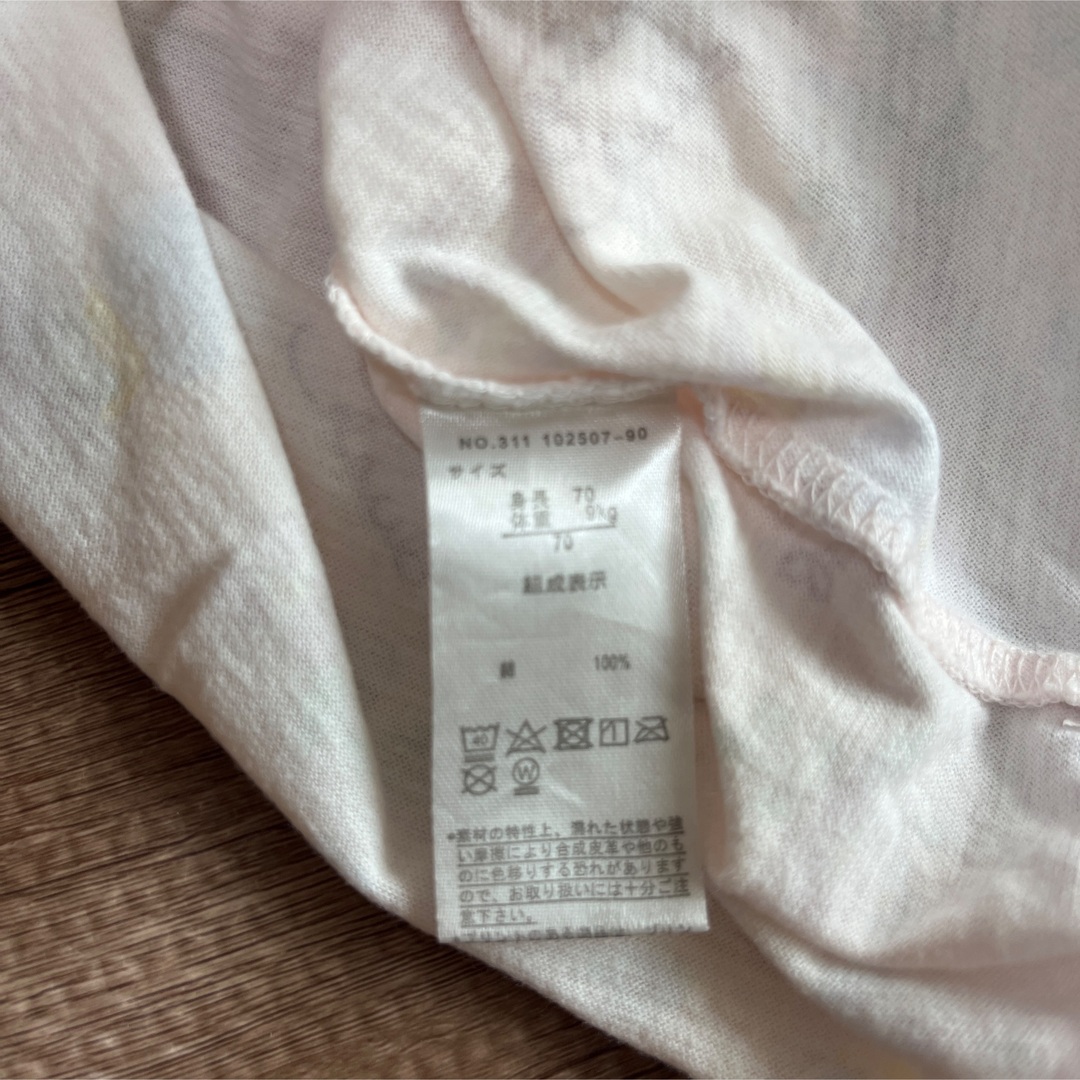 NO.311 102507-90
サイズ
身長 70
体重 9kg
70
組成表示
綿 100%
40
W
*素材の特性上、濡れた状態や強
い摩擦により合成皮革や他のも
のに色移りする恐れがあります
ので、お取り扱いには十分ご注
意下さい。